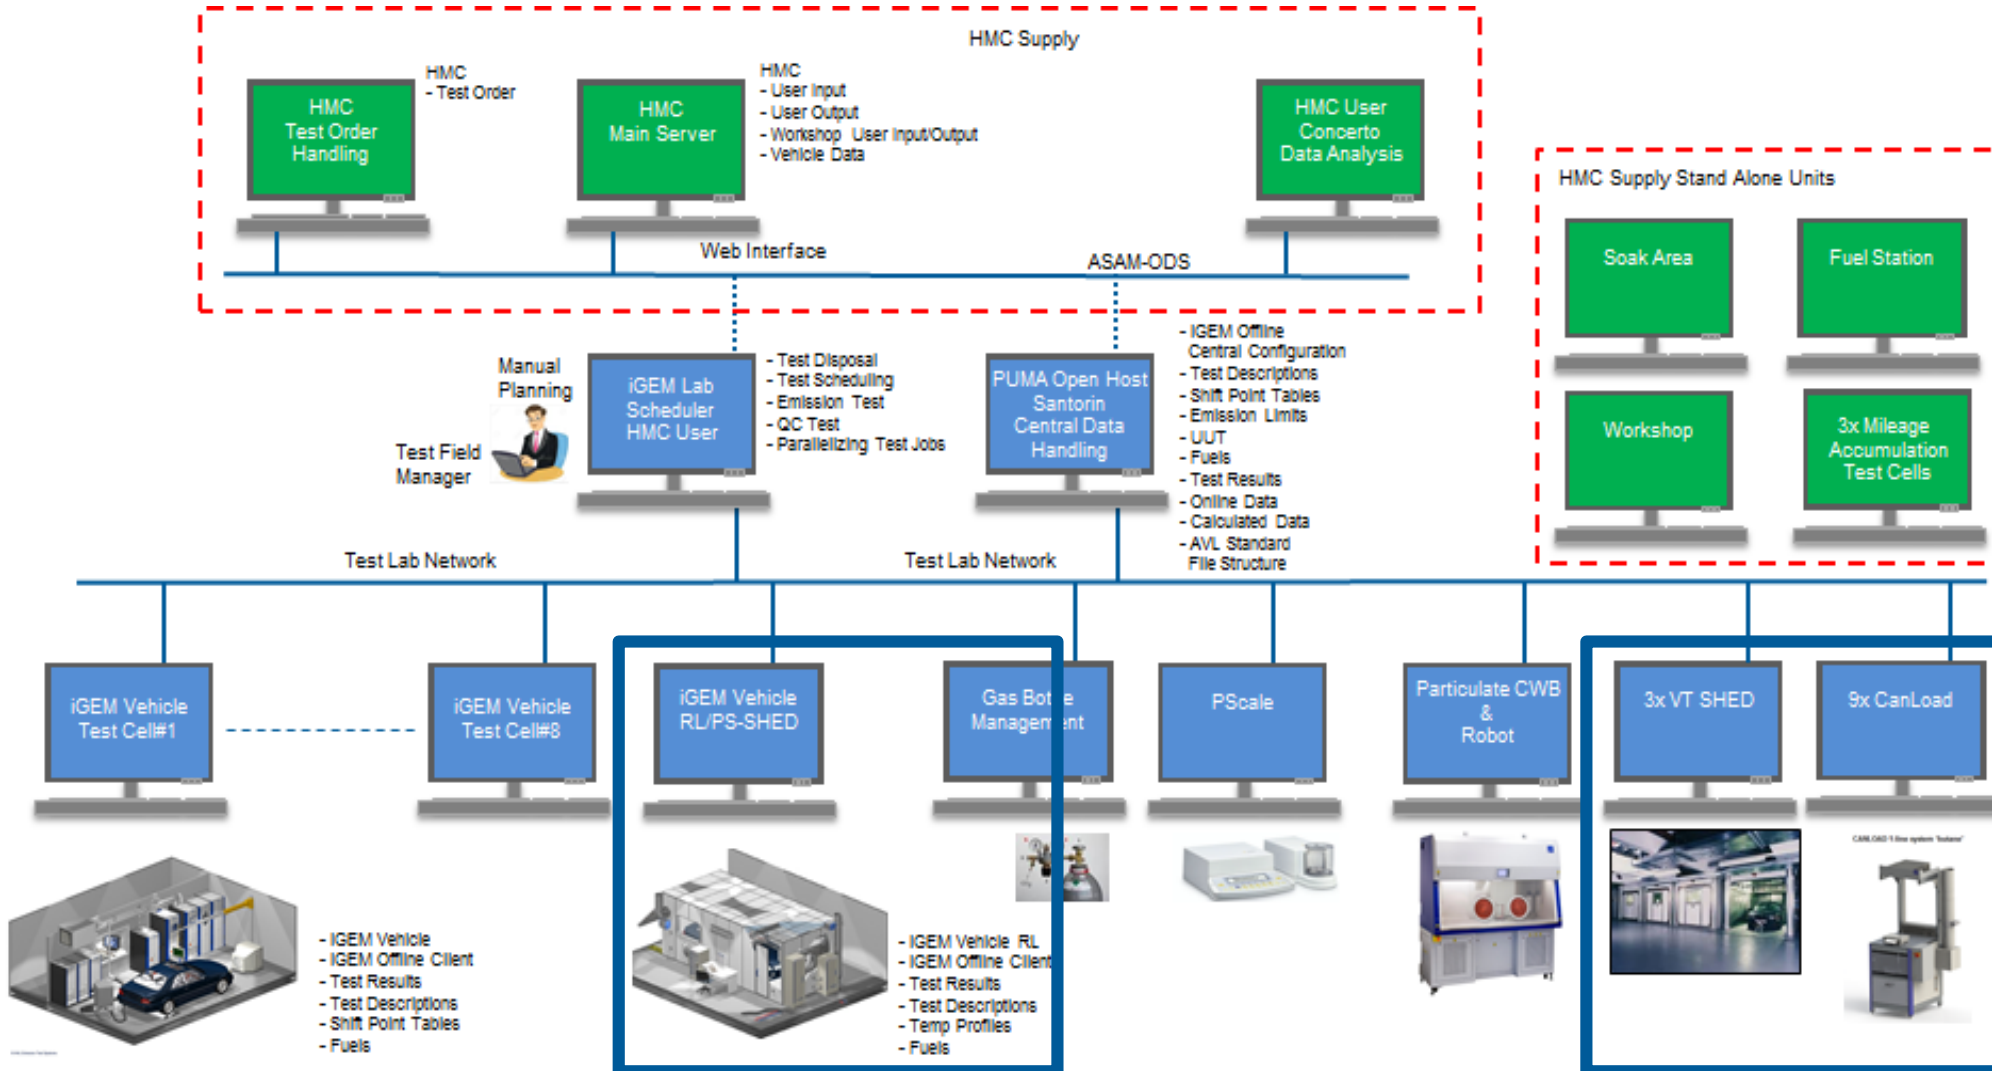 HMC Supply
HMC
Test Order
Handling
HMC
- Test Order
HMC
Main Server
HMC
- User Input
- User Output
- Workshop User Input/Output
- Vehicle Data
HMC User
Concerto
Data Analysis
Web Interface
ASAM-ODS
HMC Supply Stand Alone Units
Soak Area
Fuel Station
Workshop
3x Mileage
Accumulation
Test Cells
Manual
Planning
Test Field
Manager
iGEM Lab
Scheduler
HMC User
- Test Disposal
- Test Scheduling
- Emission Test
- QC Test
- Parallelizing Test Jobs
PUMA Open Host
Santorin
Central Data
Handling
- IGEM Offline
Central Configuration
- Test Descriptions
- Shift Point Tables
- Emission Limits
- UUT
- Fuels
- Test Results
- Online Data
- Calculated Data
- AVL Standard
File Structure
Test Lab Network
Test Lab Network
iGEM Vehicle
Test Cell#1
iGEM Vehicle
Test Cell#8
iGEM Vehicle
RL/PS-SHED
Gas Bottle
Management
PScale
Particulate CWB
&
Robot
3x VT SHED
9x CanLoad
- IGEM Vehicle
- IGEM Offline Client
- Test Results
- Test Descriptions
- Shift Point Tables
- Fuels
- IGEM Vehicle RL
- IGEM Offline Client
- Test Results
- Test Descriptions
- Temp Profiles
- Fuels
CANLOAD 1 line system "butane"